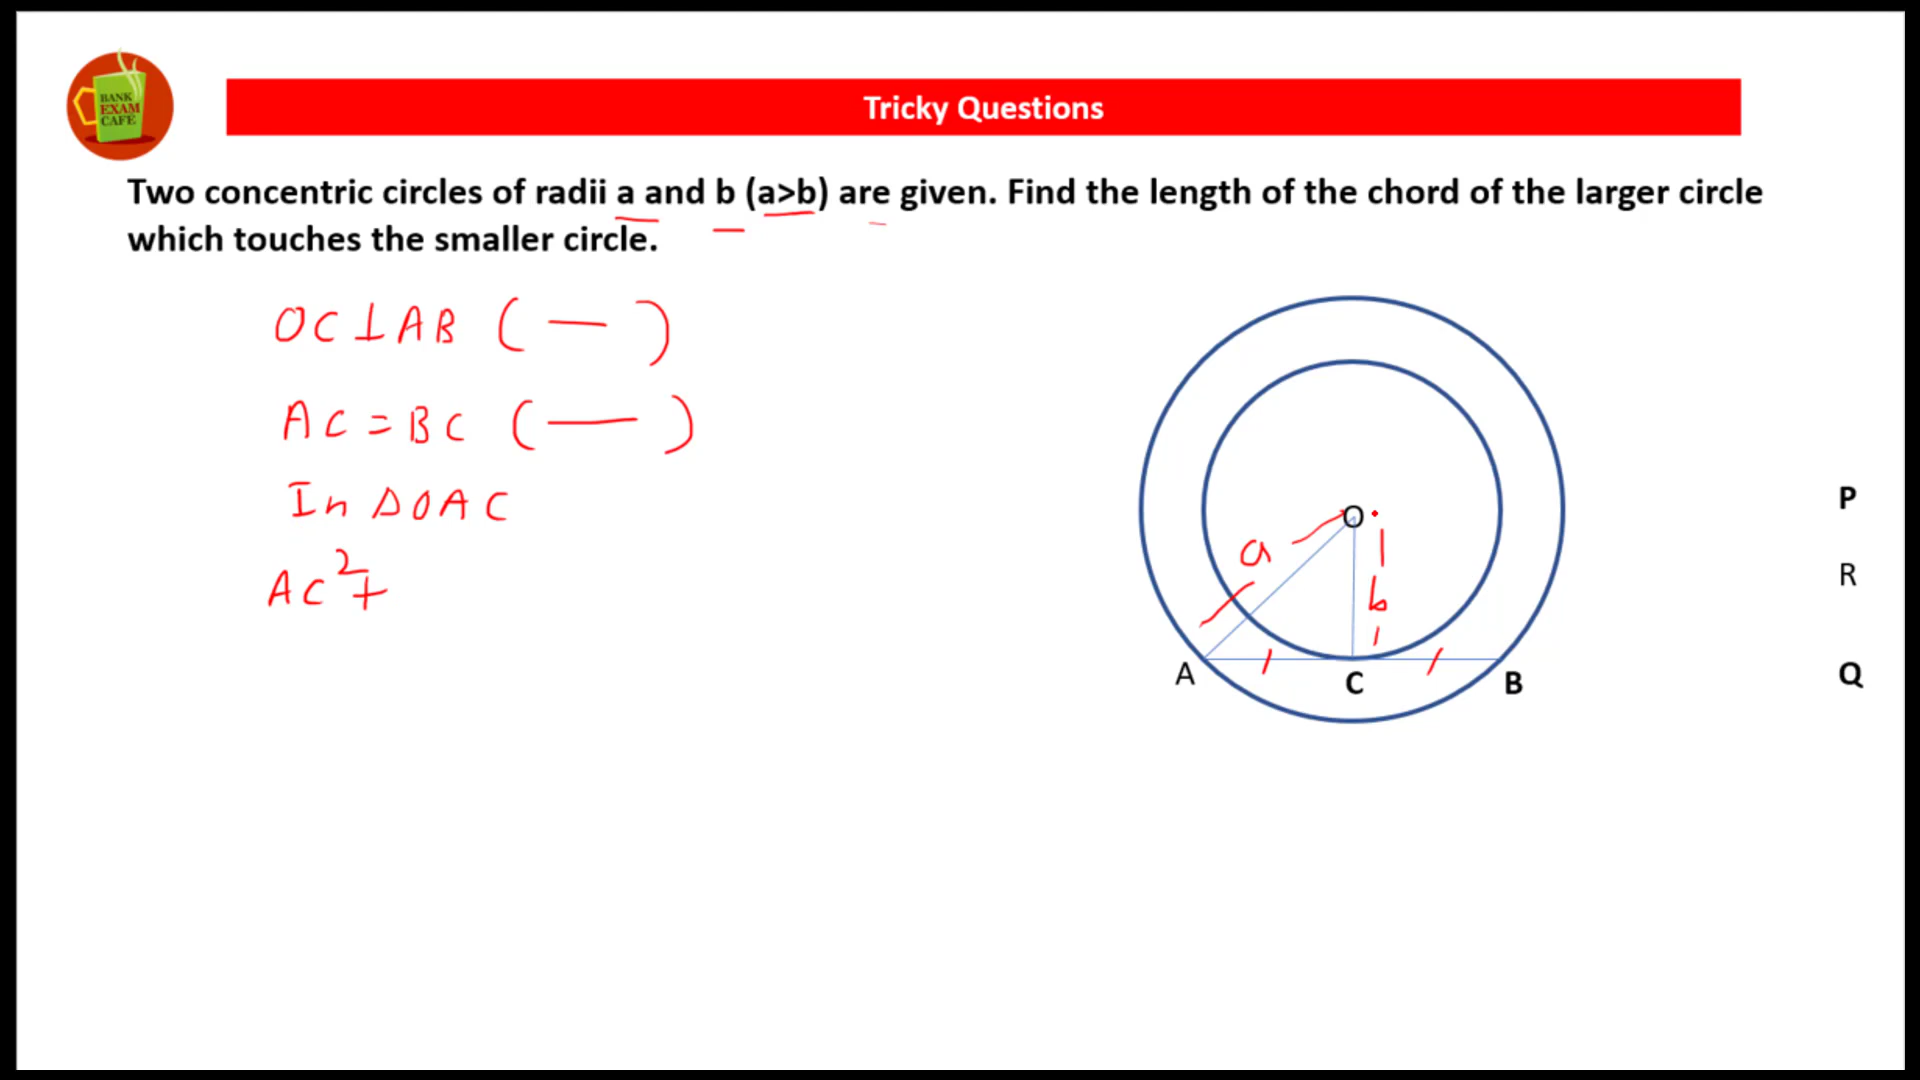 BANK
EXAM
CAFE
Tricky Questions
Two concentric circles of radii a and b (a>b) are given. Find the length of the chord of the larger circle
which touches the smaller circle.
OC⊥AB ( — )
AC = BC ( — )
In ΔOAC
AC²+
O
a
b
A
C
B
P
R
Q